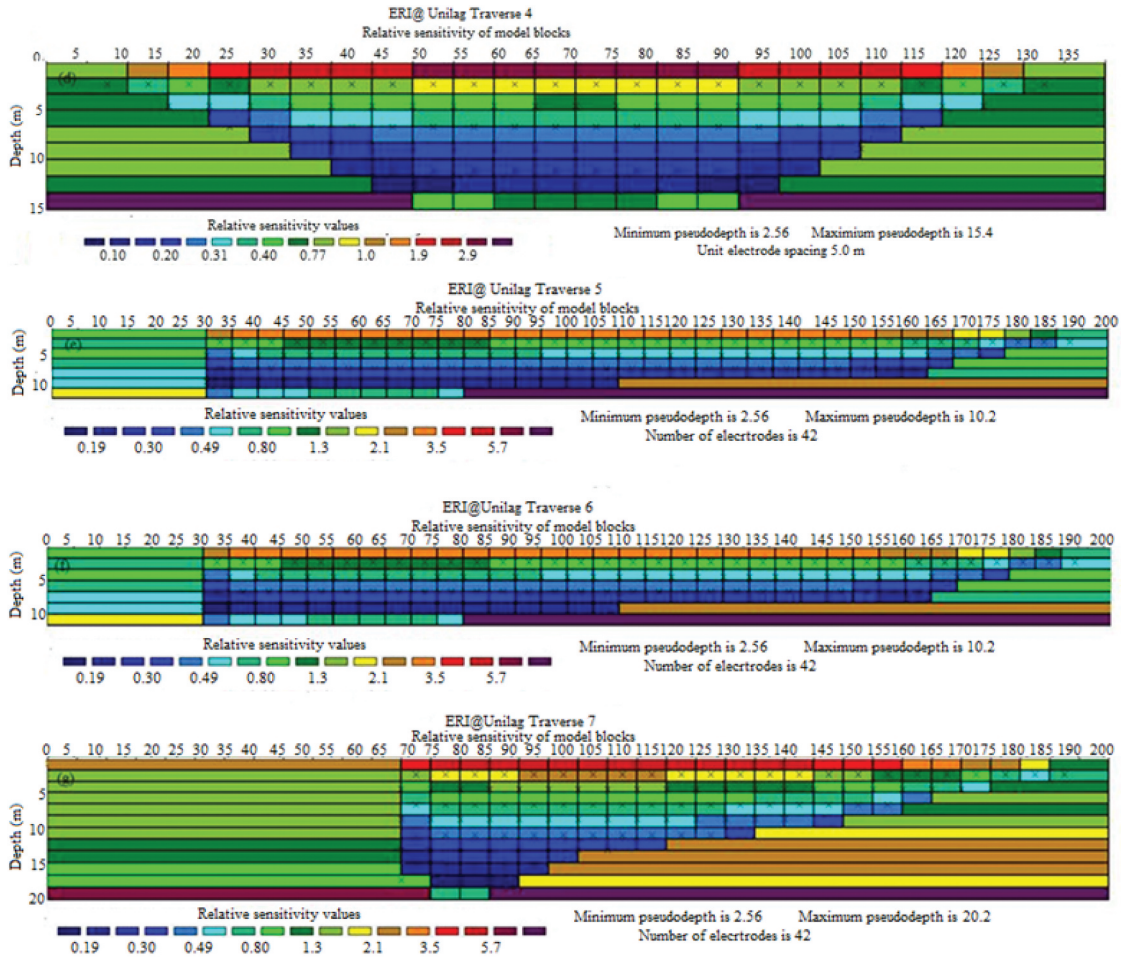 ERI@ Unilag Traverse 4
Relative sensitivity of model blocks
0. 5 10 15 20 25 30 35 40 45 50 55 60 65 70 75 80 85 90 95 100 105 110 115 120 125 130 135
(d)
Depth (m)
5
10
15
Relative sensitivity values
0.10 0.20 0.31 0.40 0.77 1.0 1.9 2.9
Minimum pseudodepth is 2.56 Maximium pseudodepth is 15.4
Unit electrode spacing 5.0 m
ERI@ Unilag Traverse 5
Relative sensitivity of model blocks
0 5 10 15 20 25 30 35 40 45 50 55 60 65 70 75 80 85 90 95 100 105 110 115 120 125 130 135 140 145 150 155 160 165 170 175 180 185 190 200
(e)
Depth (m)
5
10
Relative sensitivity values
0.19 0.30 0.49 0.80 1.3 2.1 3.5 5.7
Minimum pseudodepth is 2.56 Maximum pseudodepth is 10.2
Number of elecrtrodes is 42
ERI@Unilag Traverse 6
Relative sensitivity of model blocks
0 5 10 15 20 25 30 35 40 45 50 55 60 65 70 75 80 85 90 95 100 105 110 115 120 125 130 135 140 145 150 155 160 165 170 175 180 185 190 200
(f)
Depth (m)
5
10
Relative sensitivity values
0.19 0.30 0.49 0.80 1.3 2.1 3.5 5.7
Minimum pseudodepth is 2.56 Maximum pseudodepth is 10.2
Number of elecrtrodes is 42
ERI@Unilag Traverse 7
Relative sensitivity of model blocks
0 5 10 15 20 25 30 35 40 45 50 55 60 65 70 75 80 85 90 95 100 105 110 115 120 125 130 135 140 145 150 155 160 165 170 175 180 185 190 200
(g)
Depth (m)
5
10
15
20
Relative sensitivity values
0.19 0.30 0.49 0.80 1.3 2.1 3.5 5.7
Minimum pseudodepth is 2.56 Maximum pseudodepth is 20.2
Number of elecrtrodes is 42